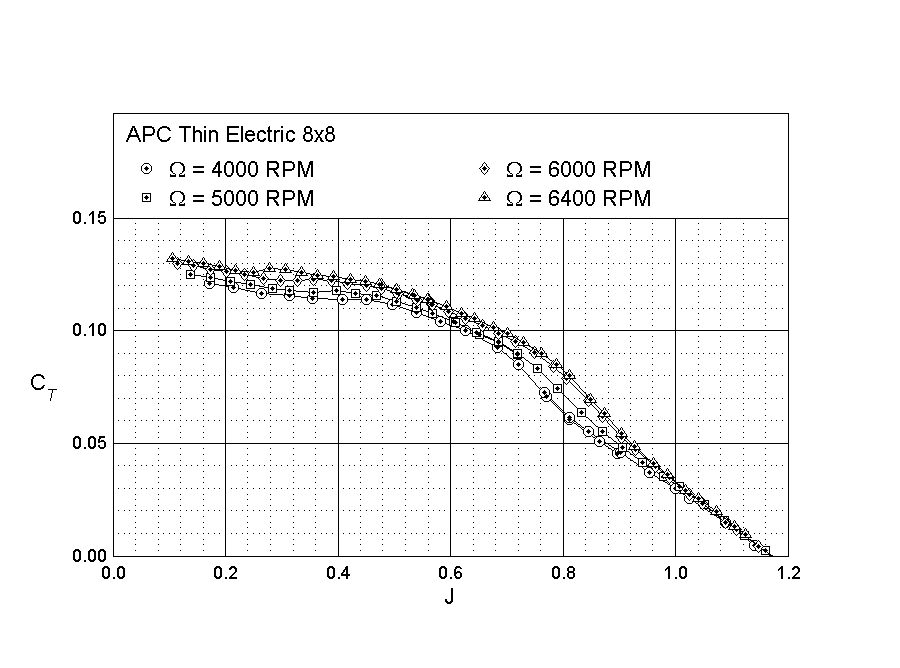 APC Thin Electric 8x8
Ω = 4000 RPM
Ω = 6000 RPM
Ω = 5000 RPM
Ω = 6400 RPM
0.15
0.10
C_T
0.05
0.00
0.0 0.2 0.4 0.6 0.8 1.0 1.2
J